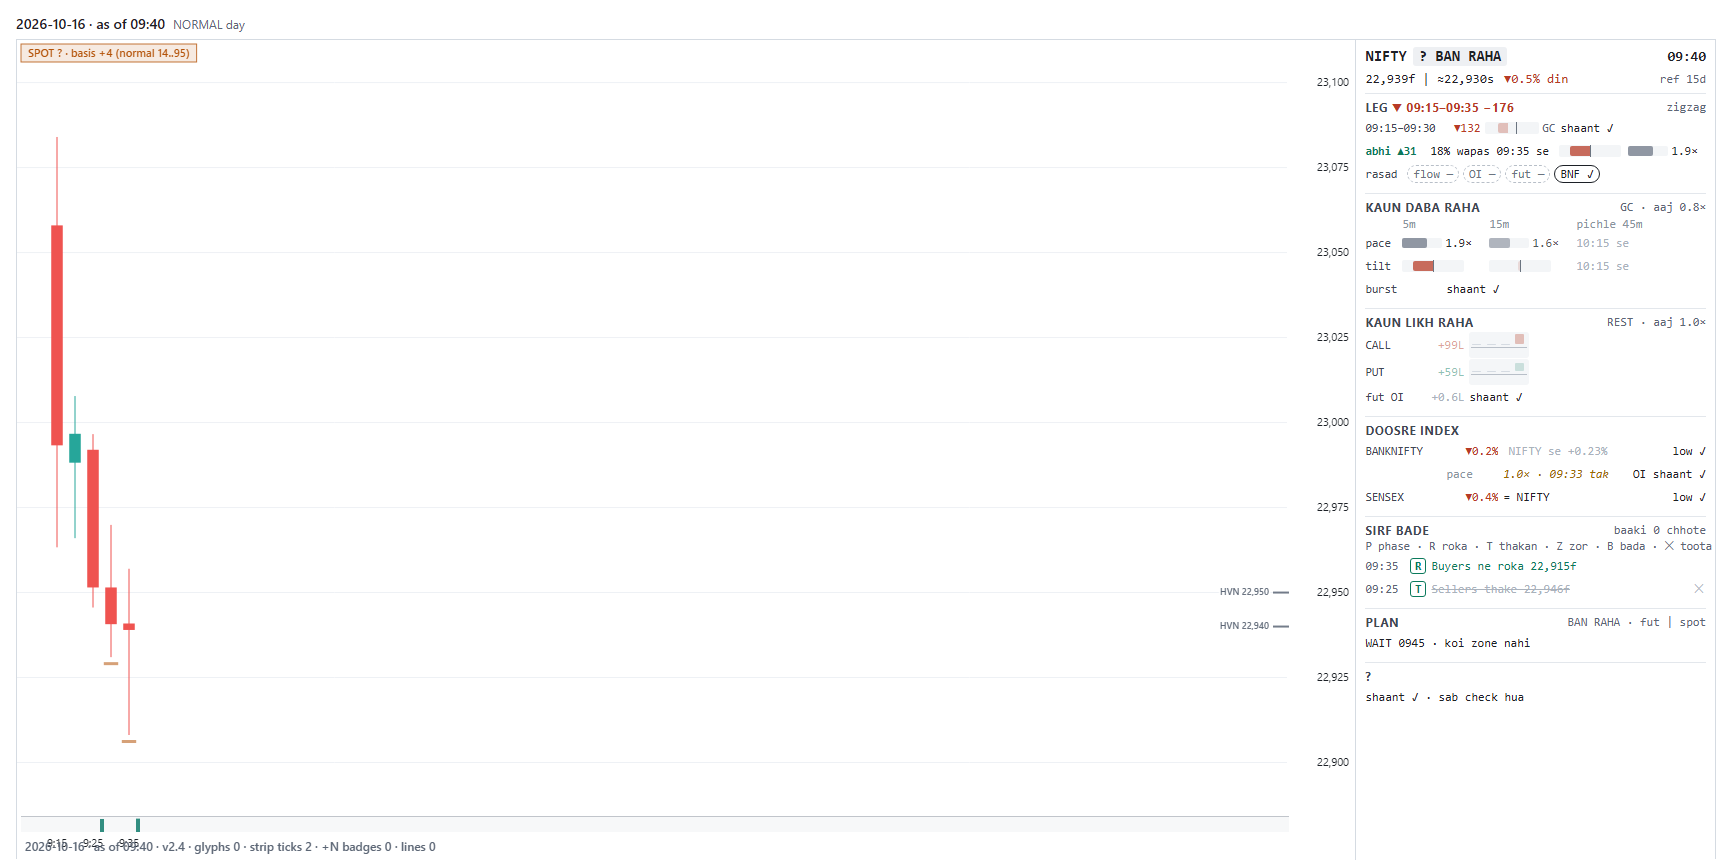 2026-10-16 · as of 09:40 NORMAL day
SPOT ? · basis +4 (normal 14..95)
23,100
23,075
23,050
23,025
23,000
22,975
HVN 22,950 22,950
HVN 22,940
22,925
22,900
9:15 9:25 9:35
2026-10-16 · as of 09:40 · v2.4 · glyphs 0 · strip ticks 2 · +N badges 0 · lines 0
NIFTY ? BAN RAHA 09:40
22,939f | ≈22,930s ▼0.5% din ref 15d
LEG ▼ 09:15–09:35 −176 zigzag
09:15–09:30 ▼132 GC shaant ✓
abhi ▲31 18% wapas 09:35 se 1.9×
rasad flow — OI — fut — BNF ✓
KAUN DABA RAHA GC · aaj 0.8×
5m 15m pichle 45m
pace 1.9× 1.6× 10:15 se
tilt 10:15 se
burst shaant ✓
KAUN LIKH RAHA REST · aaj 1.0×
CALL +99L
PUT +59L
fut OI +0.6L shaant ✓
DOOSRE INDEX
BANKNIFTY ▼0.2% NIFTY se +0.23% low ✓
pace 1.0× · 09:33 tak OI shaant ✓
SENSEX ▼0.4% = NIFTY low ✓
SIRF BADE baaki 0 chhote
P phase · R roka · T thakan · Z zor · B bada · ✕ toota
09:35 R Buyers ne roka 22,915f
09:25 T Sellers thake 22,946f ✕
PLAN BAN RAHA · fut | spot
WAIT 0945 · koi zone nahi
?
shaant ✓ · sab check hua